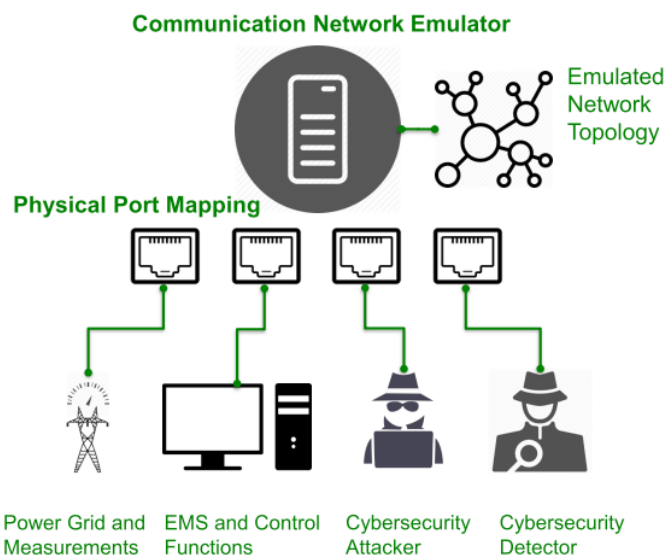 Communication Network Emulator
Emulated
Network
Topology
Physical Port Mapping
Power Grid and
Measurements
EMS and Control
Functions
Cybersecurity
Attacker
Cybersecurity
Detector